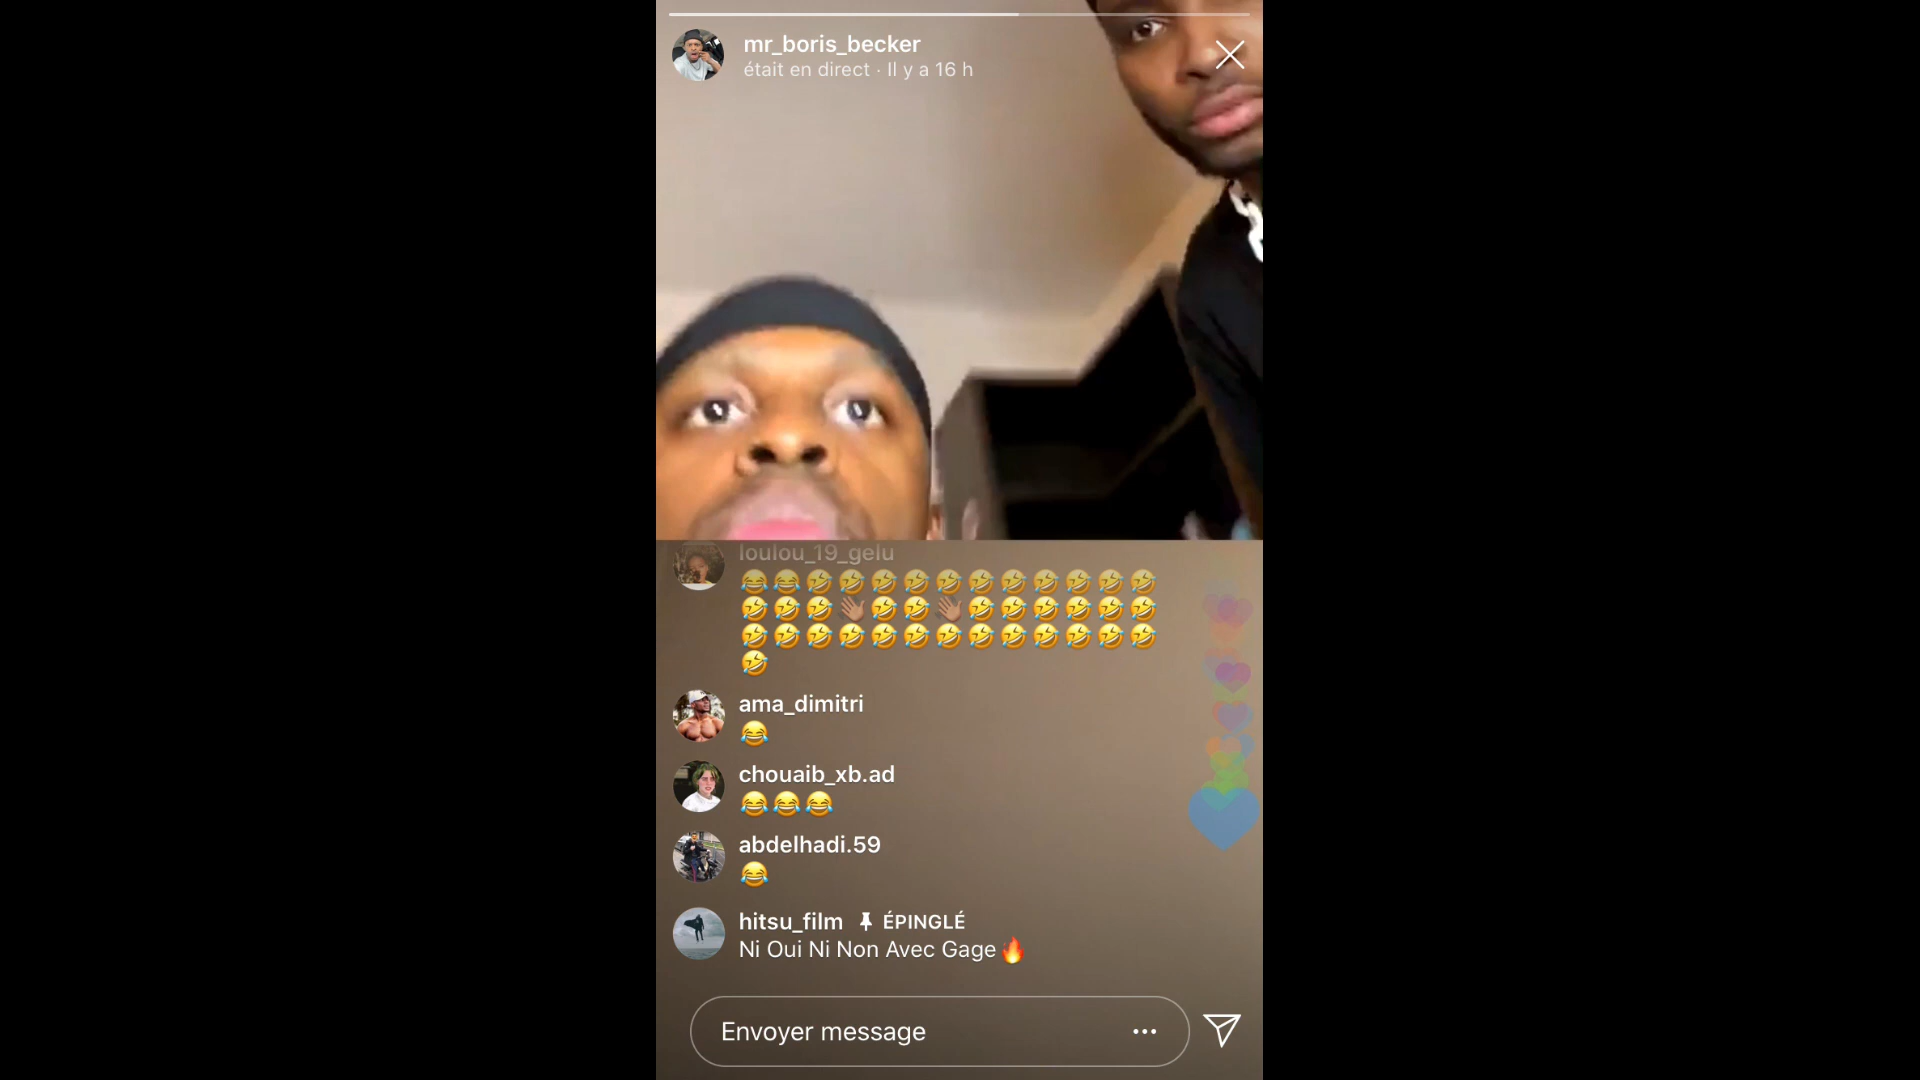 mr_boris_becker
était en direct · Il y a 16 h
loulou_19_gelu
😂😂🤣🤣🤣🤣🤣🤣🤣🤣🤣🤣🤣
🤣🤣🤣👋🏽🤣🤣👋🏽🤣🤣🤣🤣🤣🤣
🤣🤣🤣🤣🤣🤣🤣🤣🤣🤣🤣🤣🤣
🤣
ama_dimitri
😂
chouaib_xb.ad
😂😂😂
abdelhadi.59
😂
hitsu_film 📌 ÉPINGLÉ
Ni Oui Ni Non Avec Gage🔥
Envoyer message